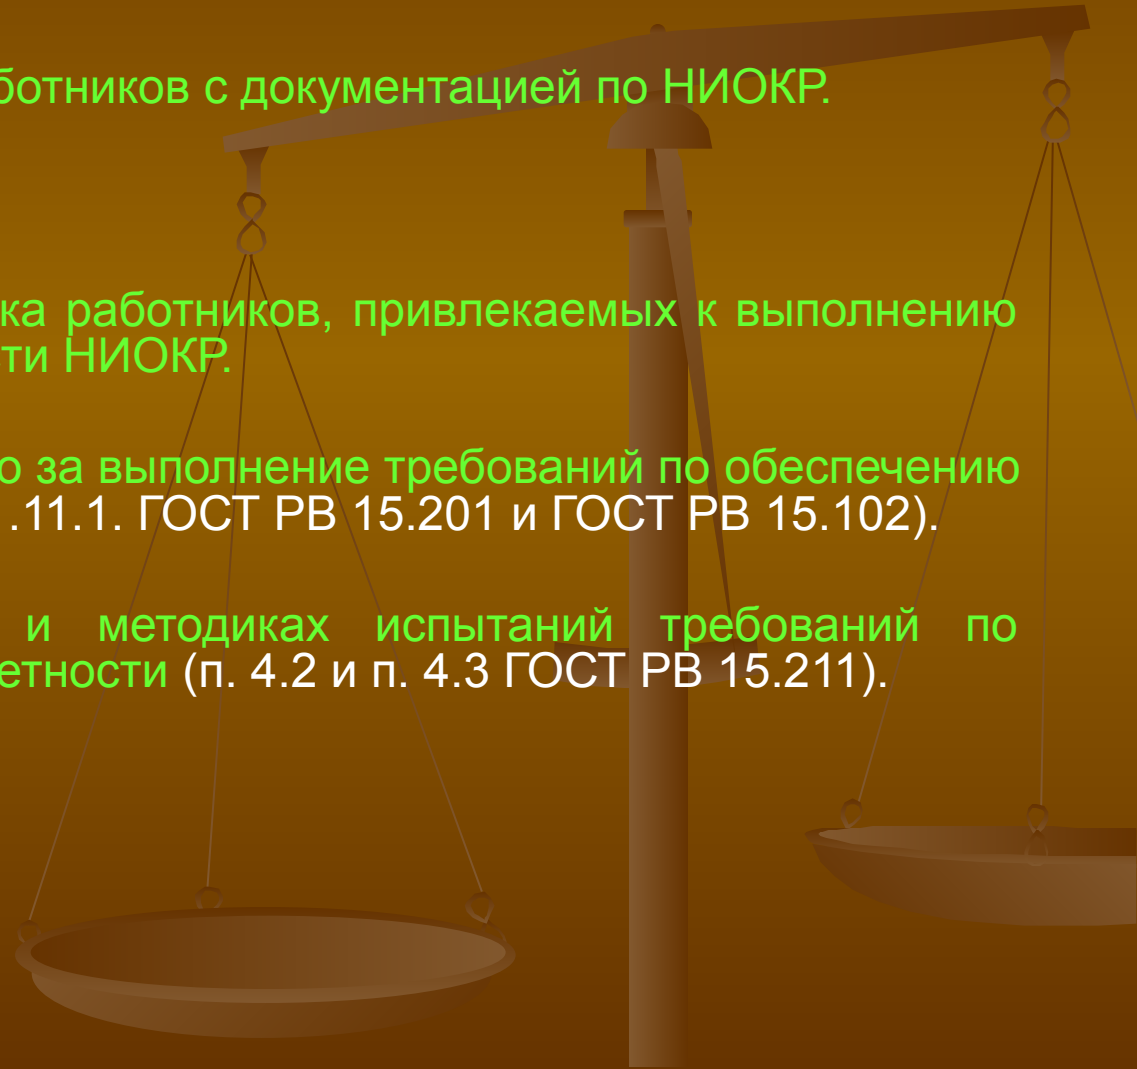 ботников с документацией по НИОКР.
ка работников, привлекаемых к выполнению
сти НИОКР.
о за выполнение требований по обеспечению
.11.1. ГОСТ РВ 15.201 и ГОСТ РВ 15.102).
и методиках испытаний требований по
етности (п. 4.2 и п. 4.3 ГОСТ РВ 15.211).